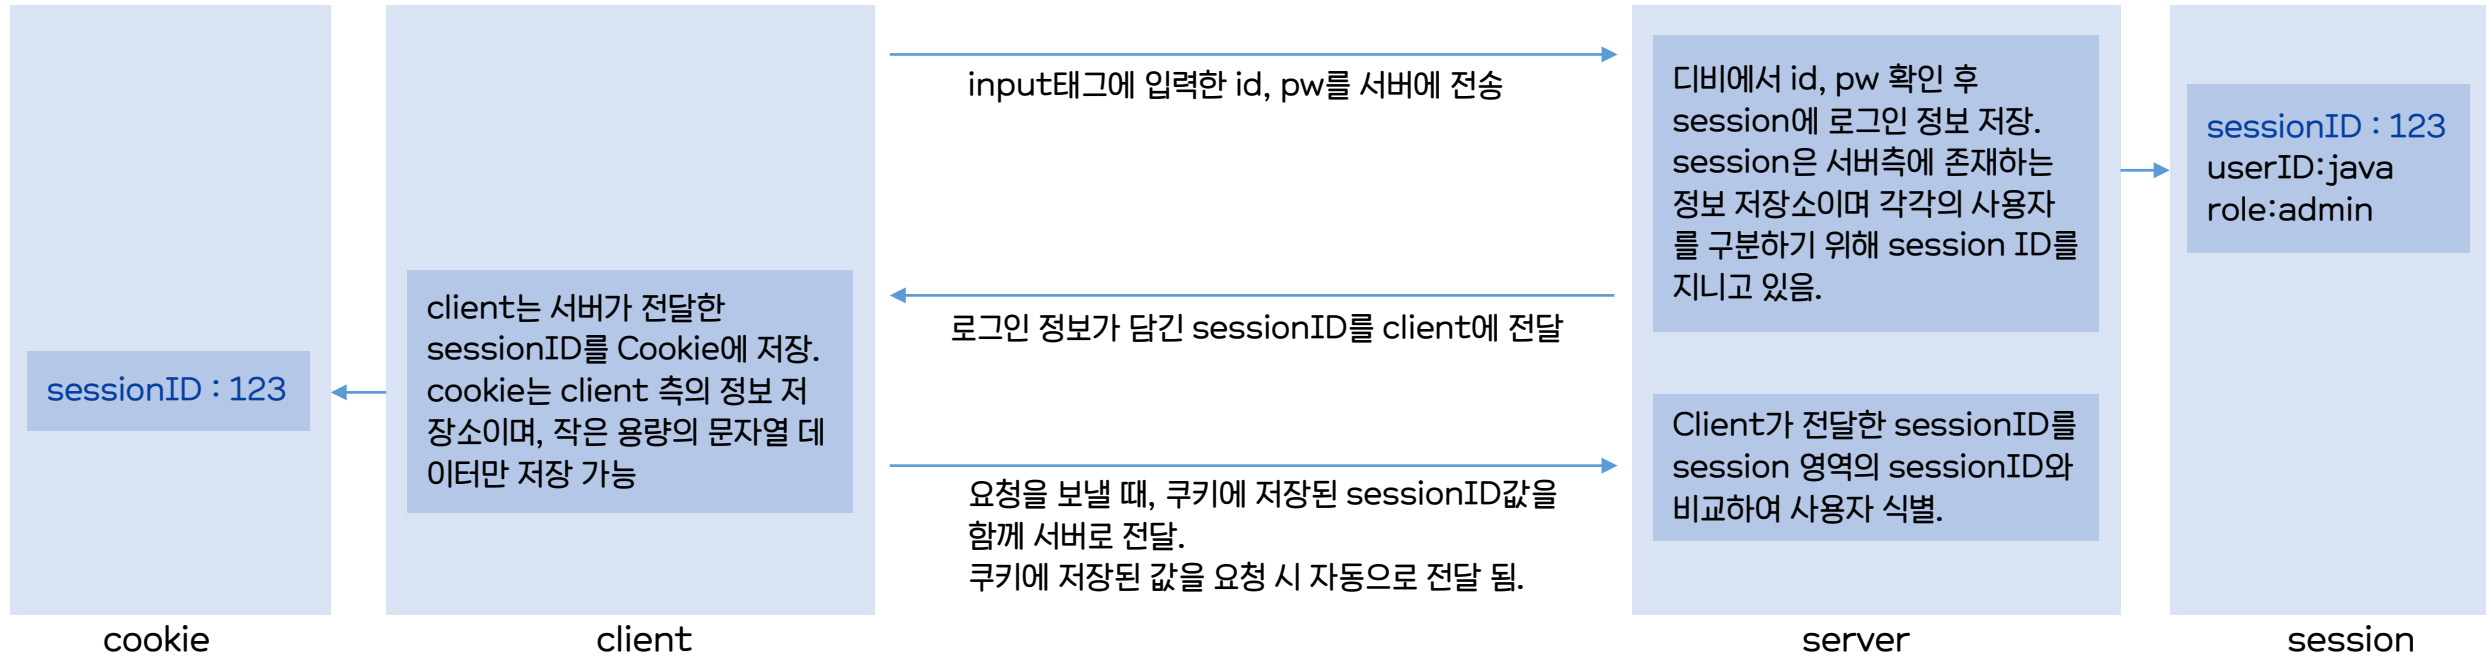 input태그에 입력한 id, pw를 서버에 전송
디비에서 id, pw 확인 후
session에 로그인 정보 저장.
session은 서버측에 존재하는
정보 저장소이며 각각의 사용자
를 구분하기 위해 session ID를
지니고 있음.
sessionID : 123
userID:java
role:admin
로그인 정보가 담긴 sessionID를 client에 전달
client는 서버가 전달한
sessionID를 Cookie에 저장.
cookie는 client 측의 정보 저
장소이며, 작은 용량의 문자열 데
이터만 저장 가능
sessionID : 123
요청을 보낼 때, 쿠키에 저장된 sessionID값을
함께 서버로 전달.
쿠키에 저장된 값을 요청 시 자동으로 전달 됨.
Client가 전달한 sessionID를
session 영역의 sessionID와
비교하여 사용자 식별.
cookie
client
server
session